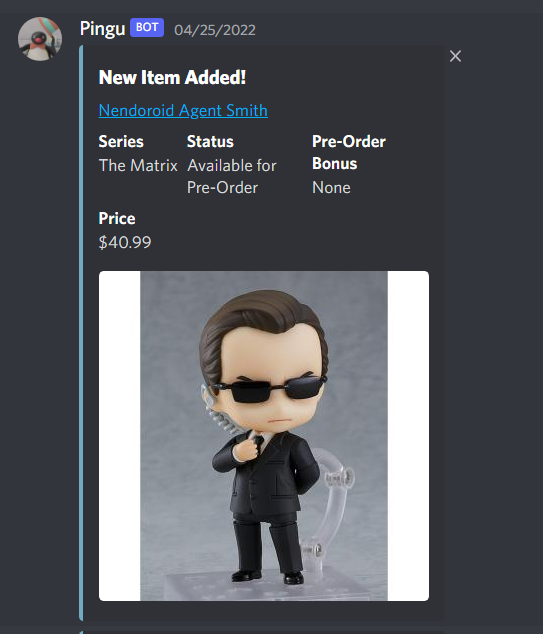 Pingu BOT 04/25/2022
New Item Added!
Nendoroid Agent Smith
Series Status Pre-Order Bonus
The Matrix Available for Pre-Order None
Price
$40.99